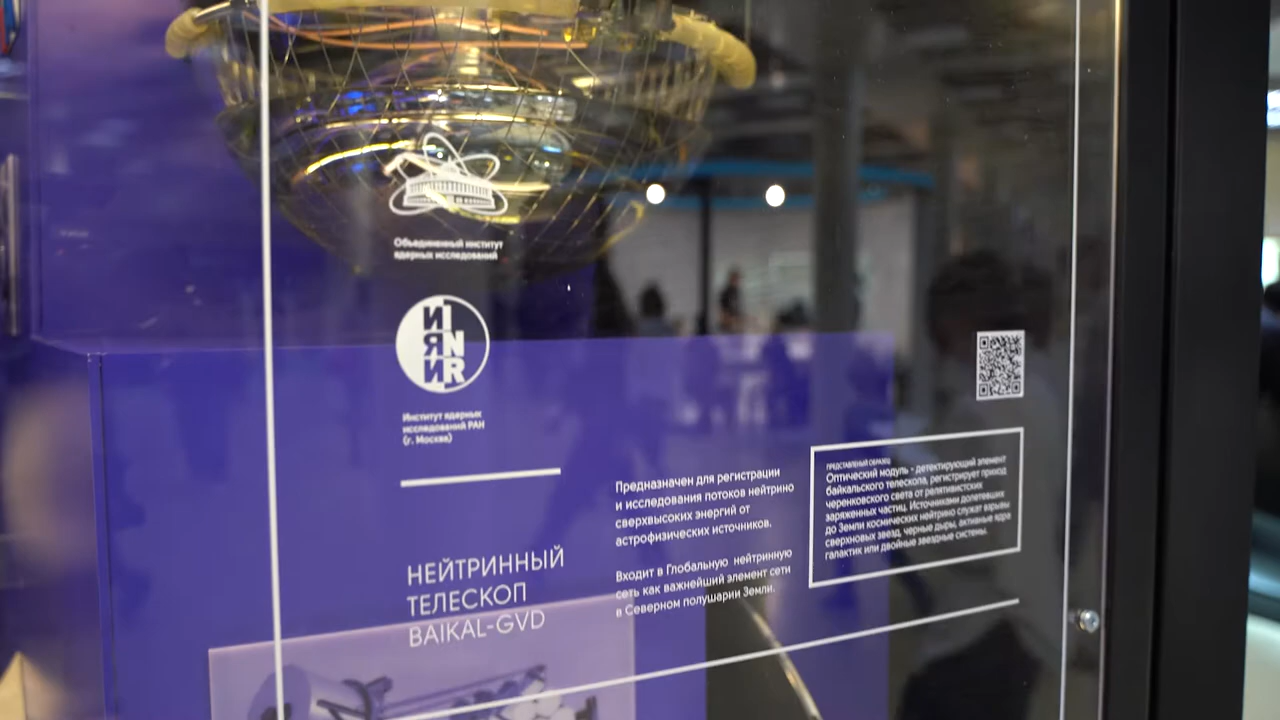 Объединенный институт
ядерных исследований
ИЯИ
INR
Институт ядерных
исследований РАН
(г. Москва)
НЕЙТРИННЫЙ
ТЕЛЕСКОП
BAIKAL-GVD
Предназначен для регистрации
и исследования потоков нейтрино
сверхвысоких энергий от
астрофизических источников.
Входит в Глобальную нейтринную
сеть как важнейший элемент сети
в Северном полушарии Земли.
ПРЕДСТАВЛЕННЫЙ ОБРАЗЕЦ
Оптический модуль - детектирующий элемент
байкальского телескопа, регистрирует приход
черенковского света от релятивистских
заряженных частиц. Источниками долетевших
до Земли космических нейтрино служат взрывы
сверхновых звезд, черные дыры, активные ядра
галактик или двойные звездные системы.